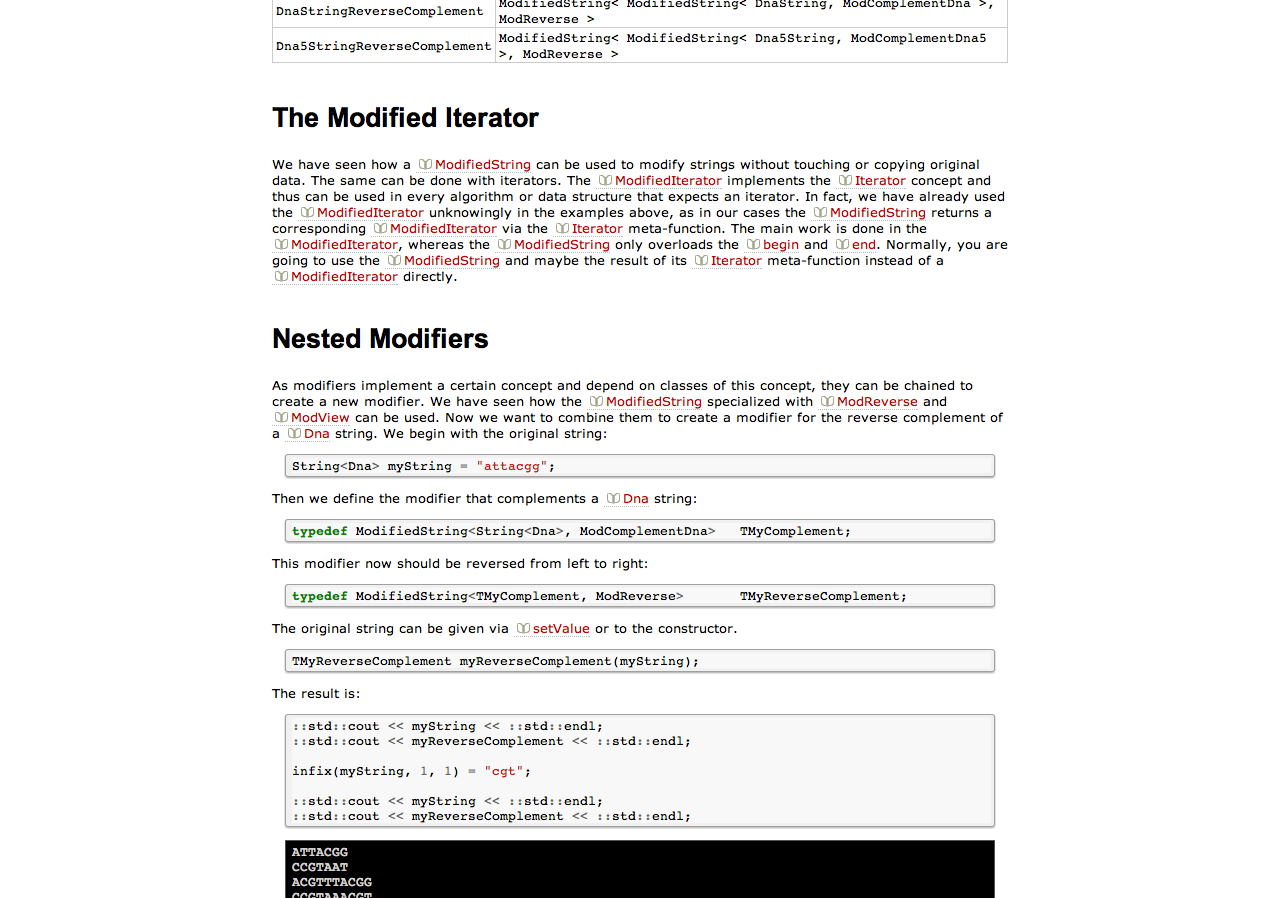 DnaStringReverseComplement
ModifiedString< ModifiedString< DnaString, ModComplementDna >,
ModReverse >
Dna5StringReverseComplement
ModifiedString< ModifiedString< Dna5String, ModComplementDna5
>, ModReverse >
The Modified Iterator
We have seen how a ModifiedString can be used to modify strings without touching or copying original
data. The same can be done with iterators. The ModifiedIterator implements the Iterator concept and
thus can be used in every algorithm or data structure that expects an iterator. In fact, we have already used
the ModifiedIterator unknowingly in the examples above, as in our cases the ModifiedString returns a
corresponding ModifiedIterator via the Iterator meta-function. The main work is done in the
ModifiedIterator, whereas the ModifiedString only overloads the begin and end. Normally, you are
going to use the ModifiedString and maybe the result of its Iterator meta-function instead of a
ModifiedIterator directly.
Nested Modifiers
As modifiers implement a certain concept and depend on classes of this concept, they can be chained to
create a new modifier. We have seen how the ModifiedString specialized with ModReverse and
ModView can be used. Now we want to combine them to create a modifier for the reverse complement of
a Dna string. We begin with the original string:
String<Dna> myString = "attacgg";
Then we define the modifier that complements a Dna string:
typedef ModifiedString<String<Dna>, ModComplementDna>   TMyComplement;
This modifier now should be reversed from left to right:
typedef ModifiedString<TMyComplement, ModReverse>       TMyReverseComplement;
The original string can be given via setValue or to the constructor.
TMyReverseComplement myReverseComplement(myString);
The result is:
::std::cout << myString << ::std::endl;
::std::cout << myReverseComplement << ::std::endl;
infix(myString, 1, 1) = "cgt";
::std::cout << myString << ::std::endl;
::std::cout << myReverseComplement << ::std::endl;
ATTACGG
CCGTAAT
ACGTTTACGG
CCGTAAACGT